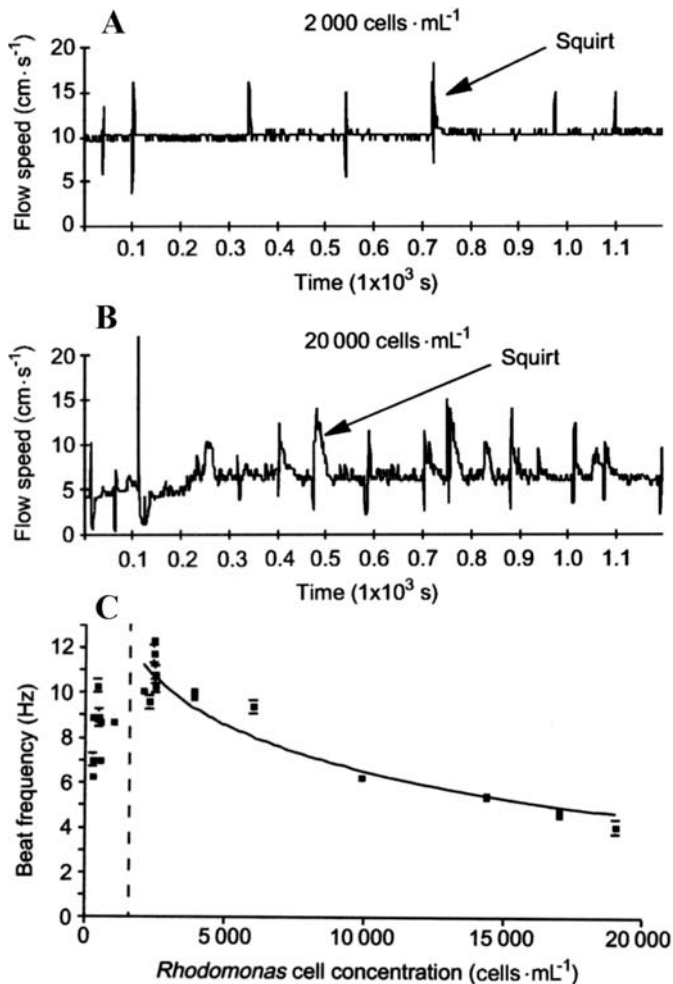 A
2 000 cells · mL⁻¹
Squirt
Flow speed (cm·s⁻¹)
20
15
10
5
0
0.1 0.2 0.3 0.4 0.5 0.6 0.7 0.8 0.9 1.0 1.1
Time (1x10³ s)
B
20 000 cells · mL⁻¹
Squirt
Flow speed (cm·s⁻¹)
20
15
10
5
0
0.1 0.2 0.3 0.4 0.5 0.6 0.7 0.8 0.9 1.0 1.1
Time (1x10³ s)
C
Beat frequency (Hz)
12
10
8
6
4
2
0
0 5 000 10 000 15 000 20 000
Rhodomonas cell concentration (cells·mL⁻¹)